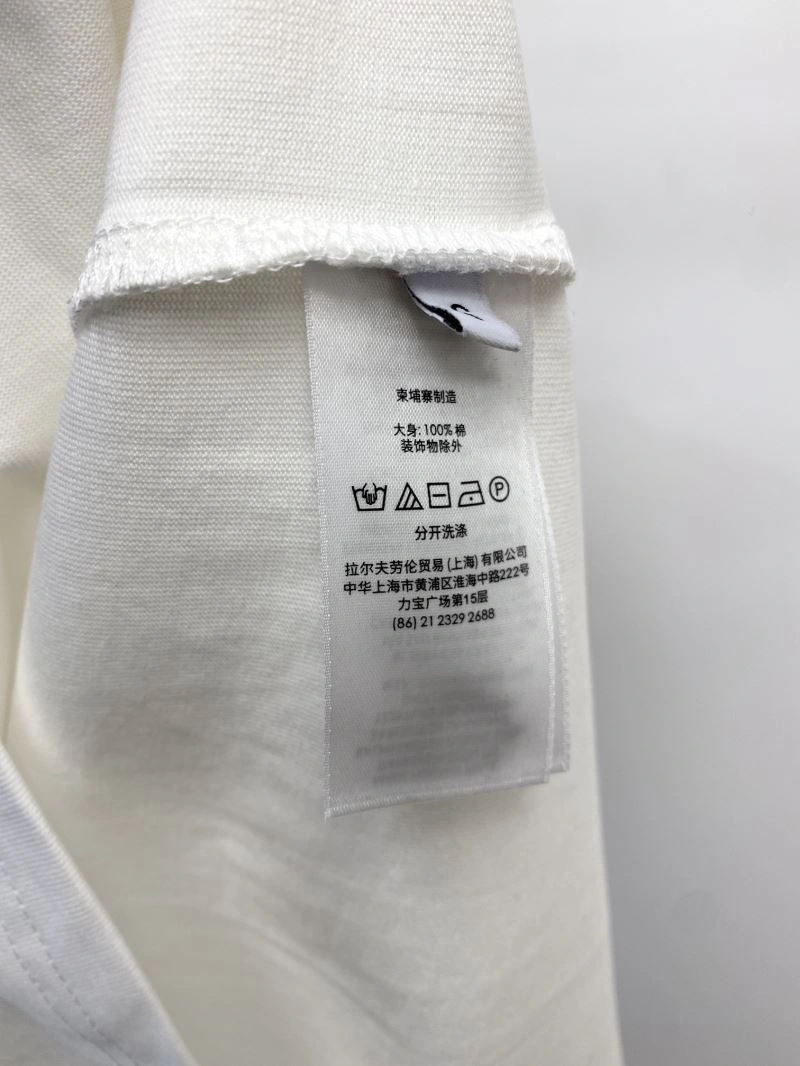 柬埔寨制造
大身: 100% 棉
装饰物除外
P
分开洗涤
拉尔夫劳伦贸易 (上海) 有限公司
中华上海市黄浦区淮海中路222号
力宝广场第15层
(86) 21 2329 2688